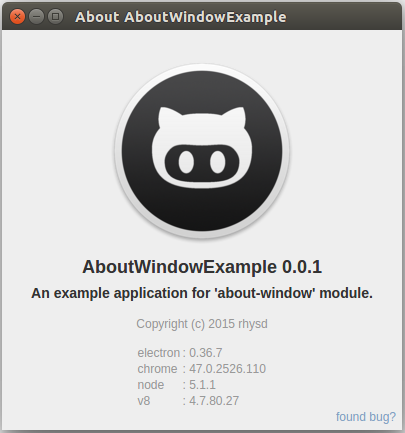 About AboutWindowExample
AboutWindowExample 0.0.1
An example application for 'about-window' module.
Copyright (c) 2015 rhysd
electron : 0.36.7
chrome : 47.0.2526.110
node : 5.1.1
v8 : 4.7.80.27
found bug?